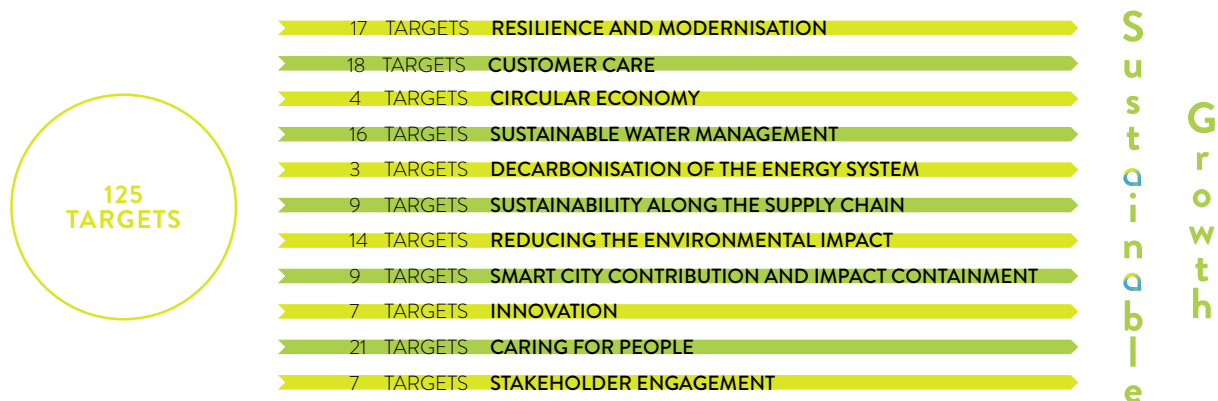 125
TARGETS
17 TARGETS RESILIENCE AND MODERNISATION
18 TARGETS CUSTOMER CARE
4 TARGETS CIRCULAR ECONOMY
16 TARGETS SUSTAINABLE WATER MANAGEMENT
3 TARGETS DECARBONISATION OF THE ENERGY SYSTEM
9 TARGETS SUSTAINABILITY ALONG THE SUPPLY CHAIN
14 TARGETS REDUCING THE ENVIRONMENTAL IMPACT
9 TARGETS SMART CITY CONTRIBUTION AND IMPACT CONTAINMENT
7 TARGETS INNOVATION
21 TARGETS CARING FOR PEOPLE
7 TARGETS STAKEHOLDER ENGAGEMENT
Sustainable
Growth